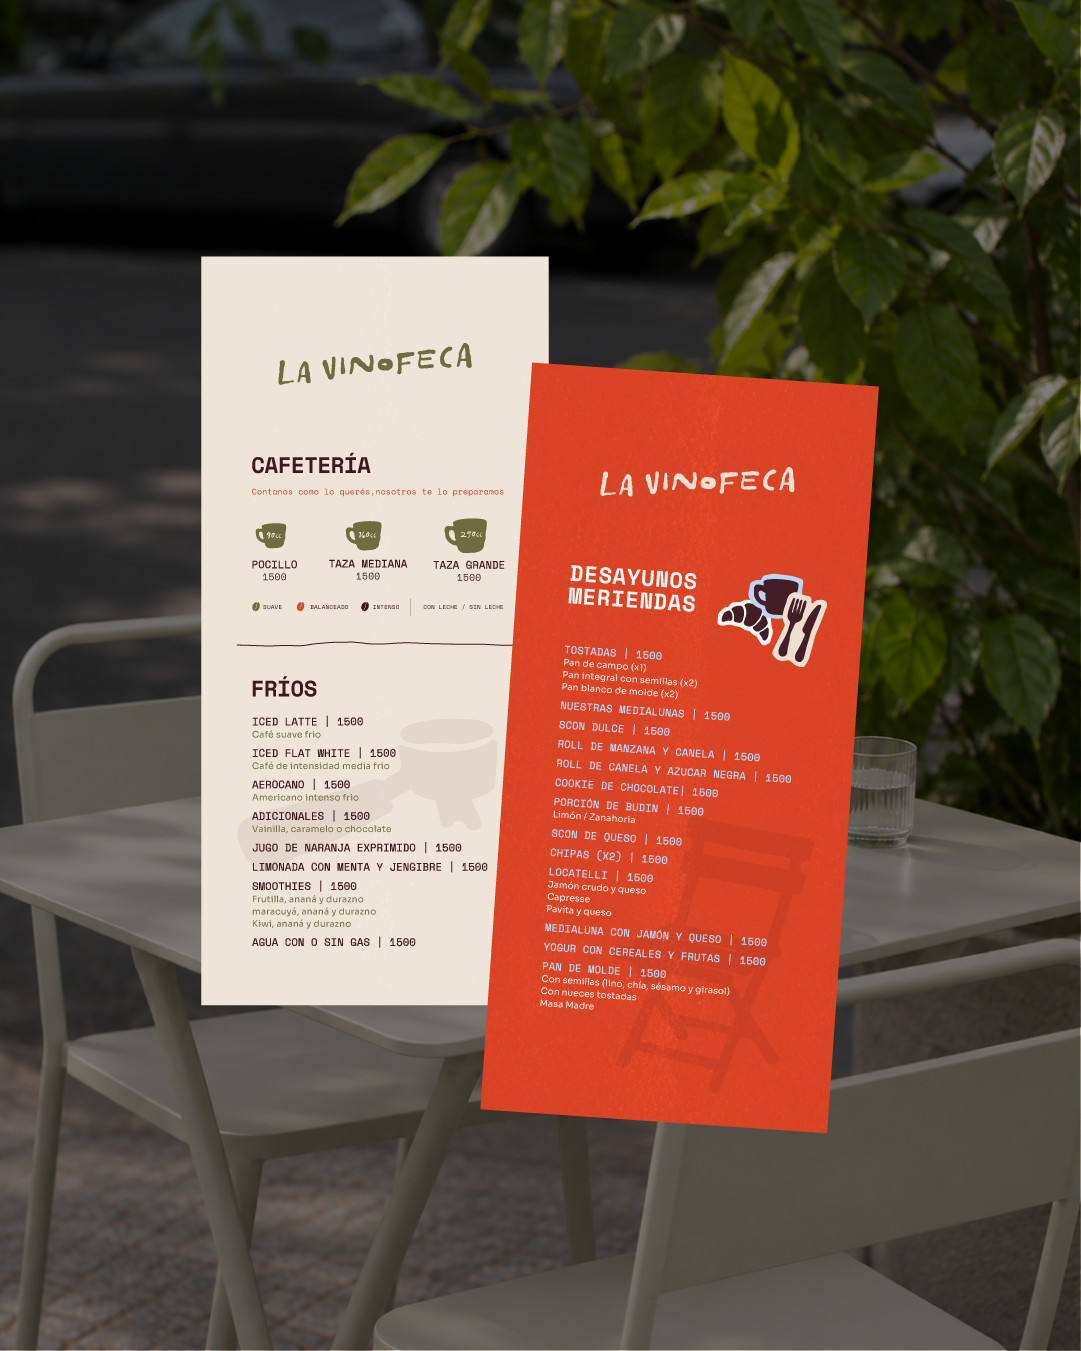 LA VINOFECA
CAFETERÍA
Contanos como lo querés,nosotros te lo preparamos
90cc
160cc
250cc
POCILLO
1500
TAZA MEDIANA
1500
TAZA GRANDE
1500
SUAVE
BALANCEADO
INTENSO
CON LECHE / SIN LECHE
FRÍOS
ICED LATTE | 1500
Café suave frio
ICED FLAT WHITE | 1500
Café de intensidad media frio
AEROCANO | 1500
Americano intenso frio
ADICIONALES | 1500
Vainilla, caramelo o chocolate
JUGO DE NARANJA EXPRIMIDO | 1500
LIMONADA CON MENTA Y JENGIBRE | 1500
SMOOTHIES | 1500
Frutilla, ananá y durazno
maracuyá, ananá y durazno
Kiwi, ananá y durazno
AGUA CON O SIN GAS | 1500
LA VINOFECA
DESAYUNOS
MERIENDAS
TOSTADAS | 1500
Pan de campo (x1)
Pan integral con semillas (x2)
Pan blanco de molde (x2)
NUESTRAS MEDIALUNAS | 1500
SCON DULCE | 1500
ROLL DE MANZANA Y CANELA | 1500
ROLL DE CANELA Y AZUCAR NEGRA | 1500
COOKIE DE CHOCOLATE| 1500
PORCIÓN DE BUDIN | 1500
Limón / Zanahoria
SCON DE QUESO | 1500
CHIPAS (X2) | 1500
LOCATELLI | 1500
Jamón crudo y queso
Capresse
Pavita y queso
MEDIALUNA CON JAMÓN Y QUESO | 1500
YOGUR CON CEREALES Y FRUTAS | 1500
PAN DE MOLDE | 1500
Con semillas (lino, chía, sésamo y girasol)
Con nueces tostadas
Masa Madre